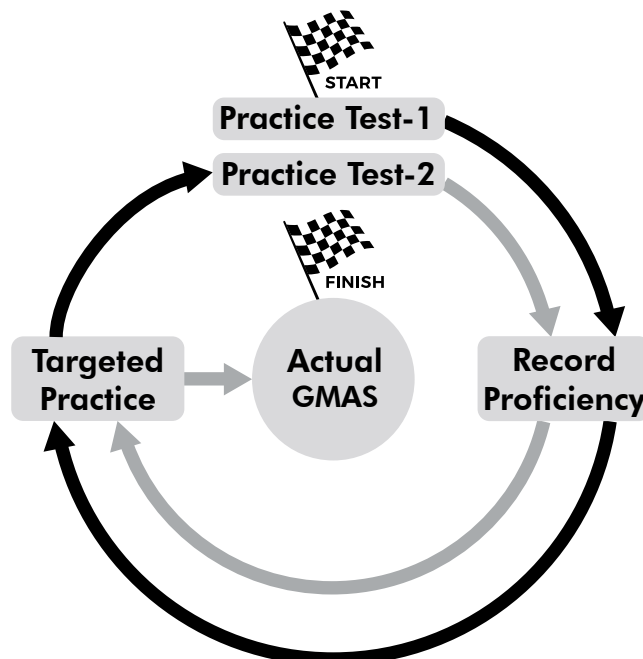 START
Practice Test-1
Practice Test-2
FINISH
Targeted
Practice
Actual
GMAS
Record
Proficiency